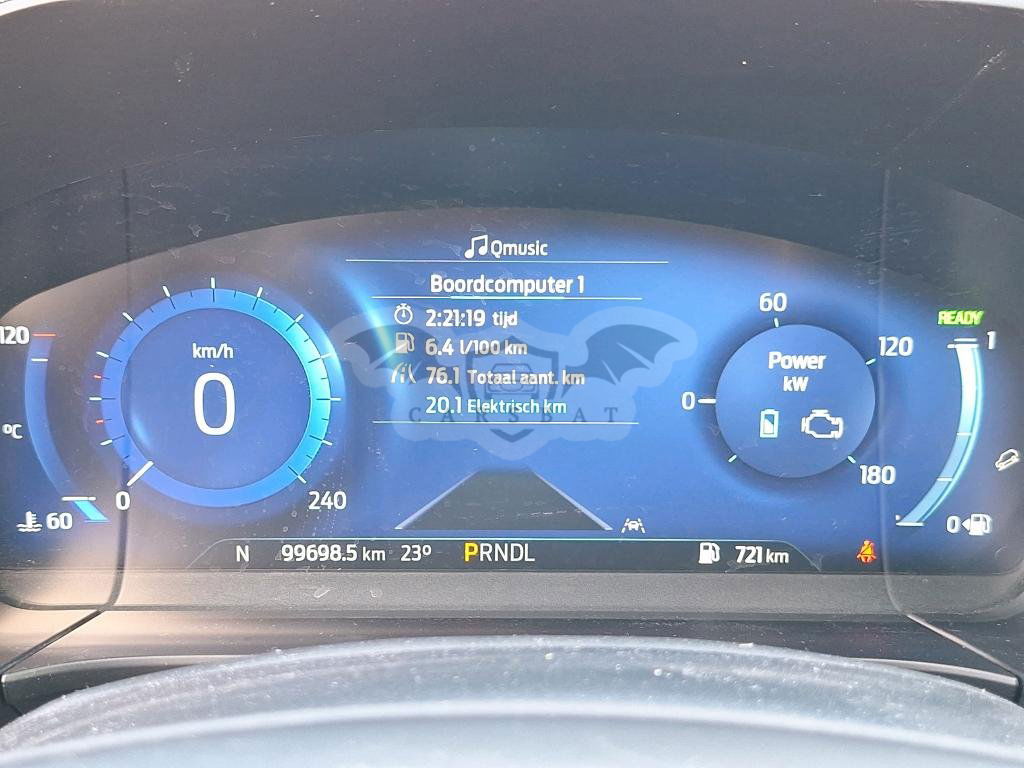 Qmusic
Boordcomputer 1
2:21:19 tijd
6.4 l/100 km
76.1 Totaal aant. km
20.1 Elektrisch km
CARSBAT
km/h
0
0
240
120
°C
60
Power
kW
0
60
120
180
READY
1
0
N 99698.5 km 23° PRNDL 721 km